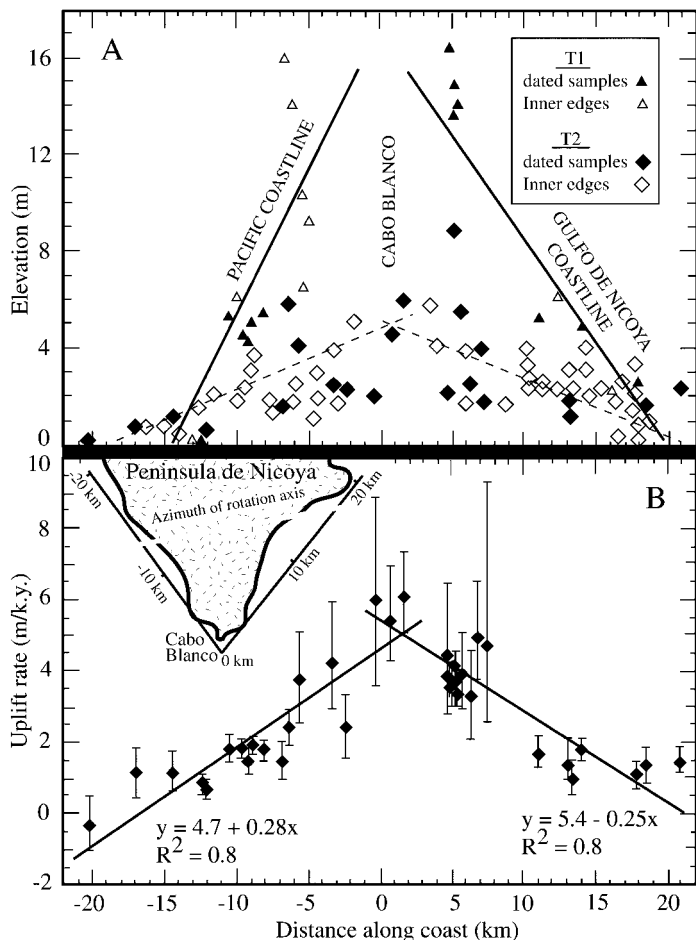 A
T1
dated samples
Inner edges
T2
dated samples
Inner edges
PACIFIC COASTLINE
CABO BLANCO
GULFO DE NICOYA
COASTLINE
Elevation (m)
16
12
8
4
0
B
Peninsula de Nicoya
Azimuth of rotation axis
-20 km
20 km
-10 km
10 km
Cabo
Blanco
0 km
Uplift rate (m/k.y.)
10
8
6
4
2
0
-2
y = 4.7 + 0.28x
R2 = 0.8
y = 5.4 - 0.25x
R2 = 0.8
-20 -15 -10 -5 0 5 10 15 20
Distance along coast (km)